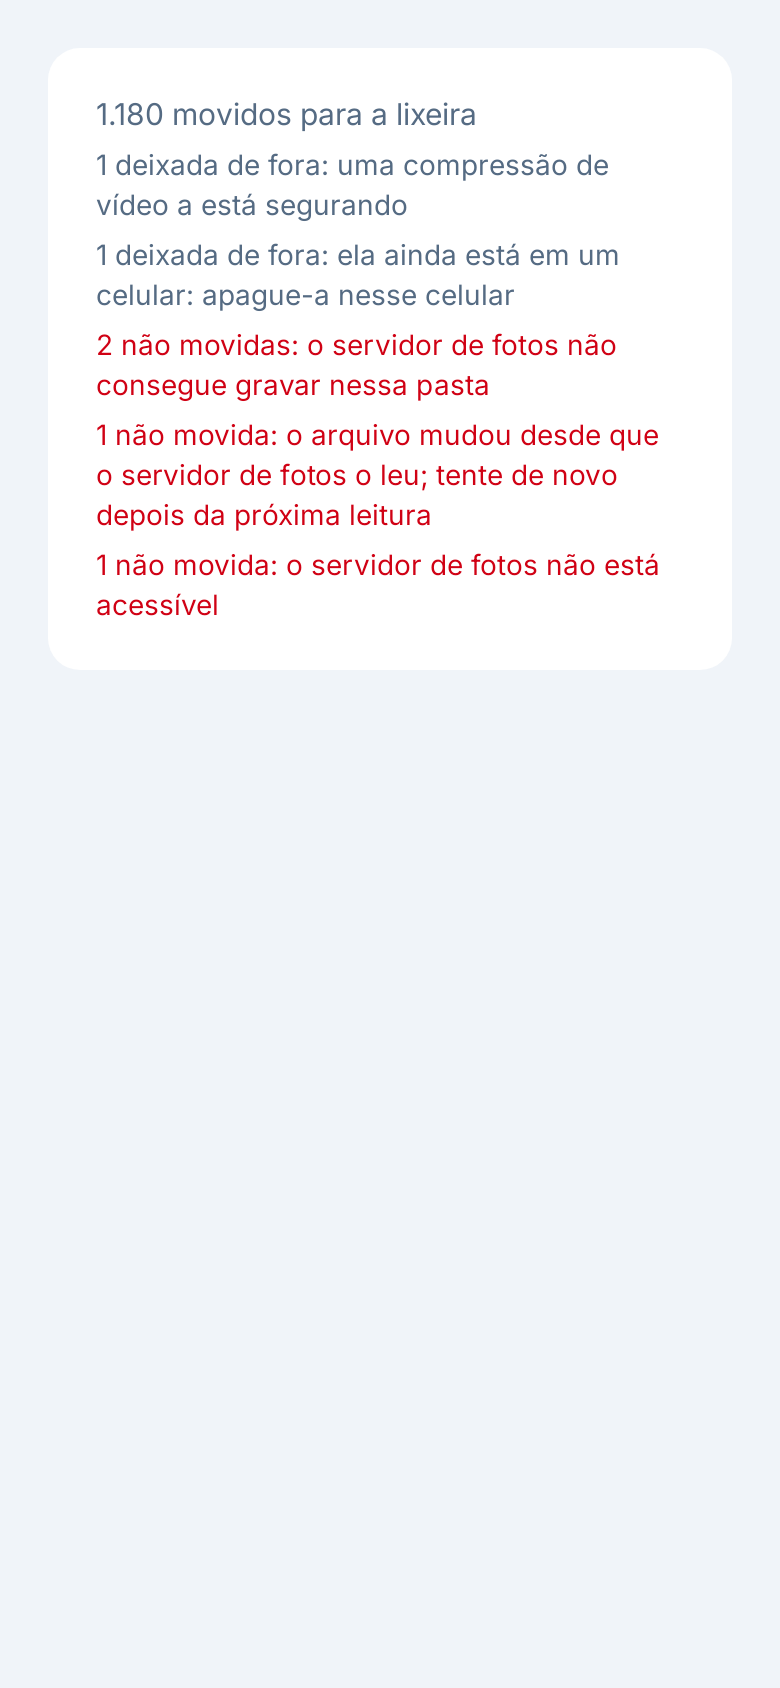 1.180 movidos para a lixeira
1 deixada de fora: uma compressão de
vídeo a está segurando
1 deixada de fora: ela ainda está em um
celular: apague-a nesse celular
2 não movidas: o servidor de fotos não
consegue gravar nessa pasta
1 não movida: o arquivo mudou desde que
o servidor de fotos o leu; tente de novo
depois da próxima leitura
1 não movida: o servidor de fotos não está
acessível